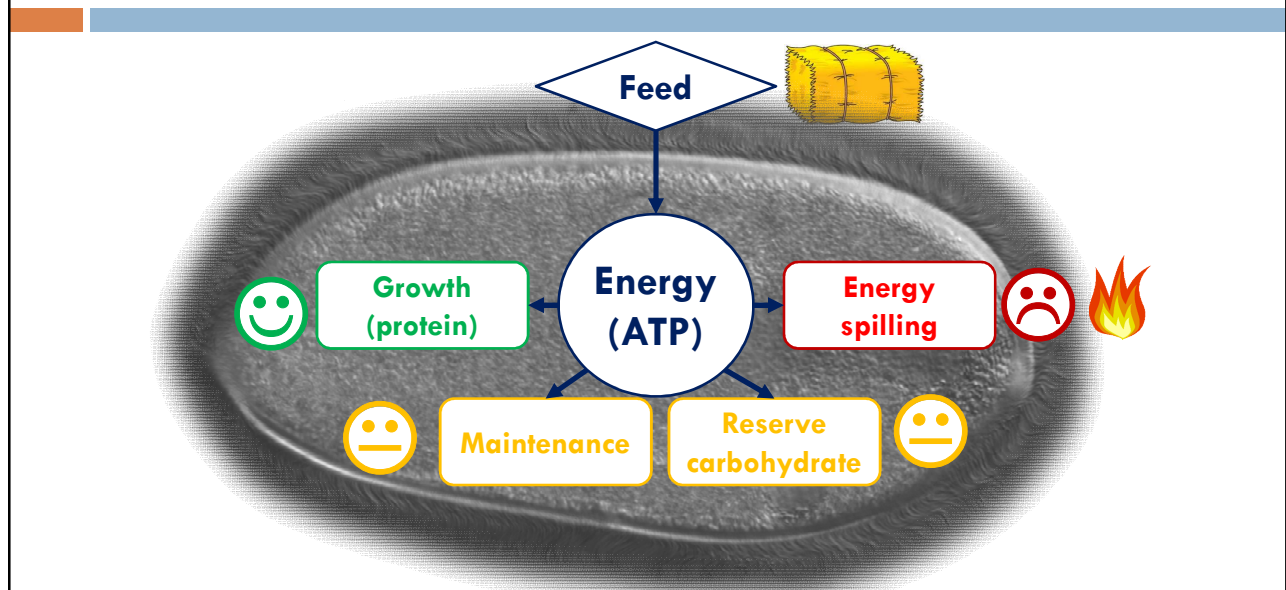 Feed
Energy
(ATP)
Growth
(protein)
Energy
spilling
Maintenance
Reserve
carbohydrate